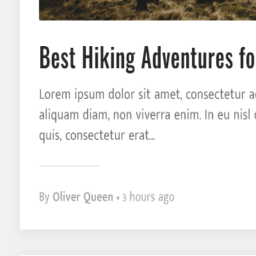 Best Hiking Adventures fo
Lorem ipsum dolor sit amet, consectetur a
aliquam diam, non viverra enim. In eu nisl
quis, consectetur erat...
By Oliver Queen • 3 hours ago